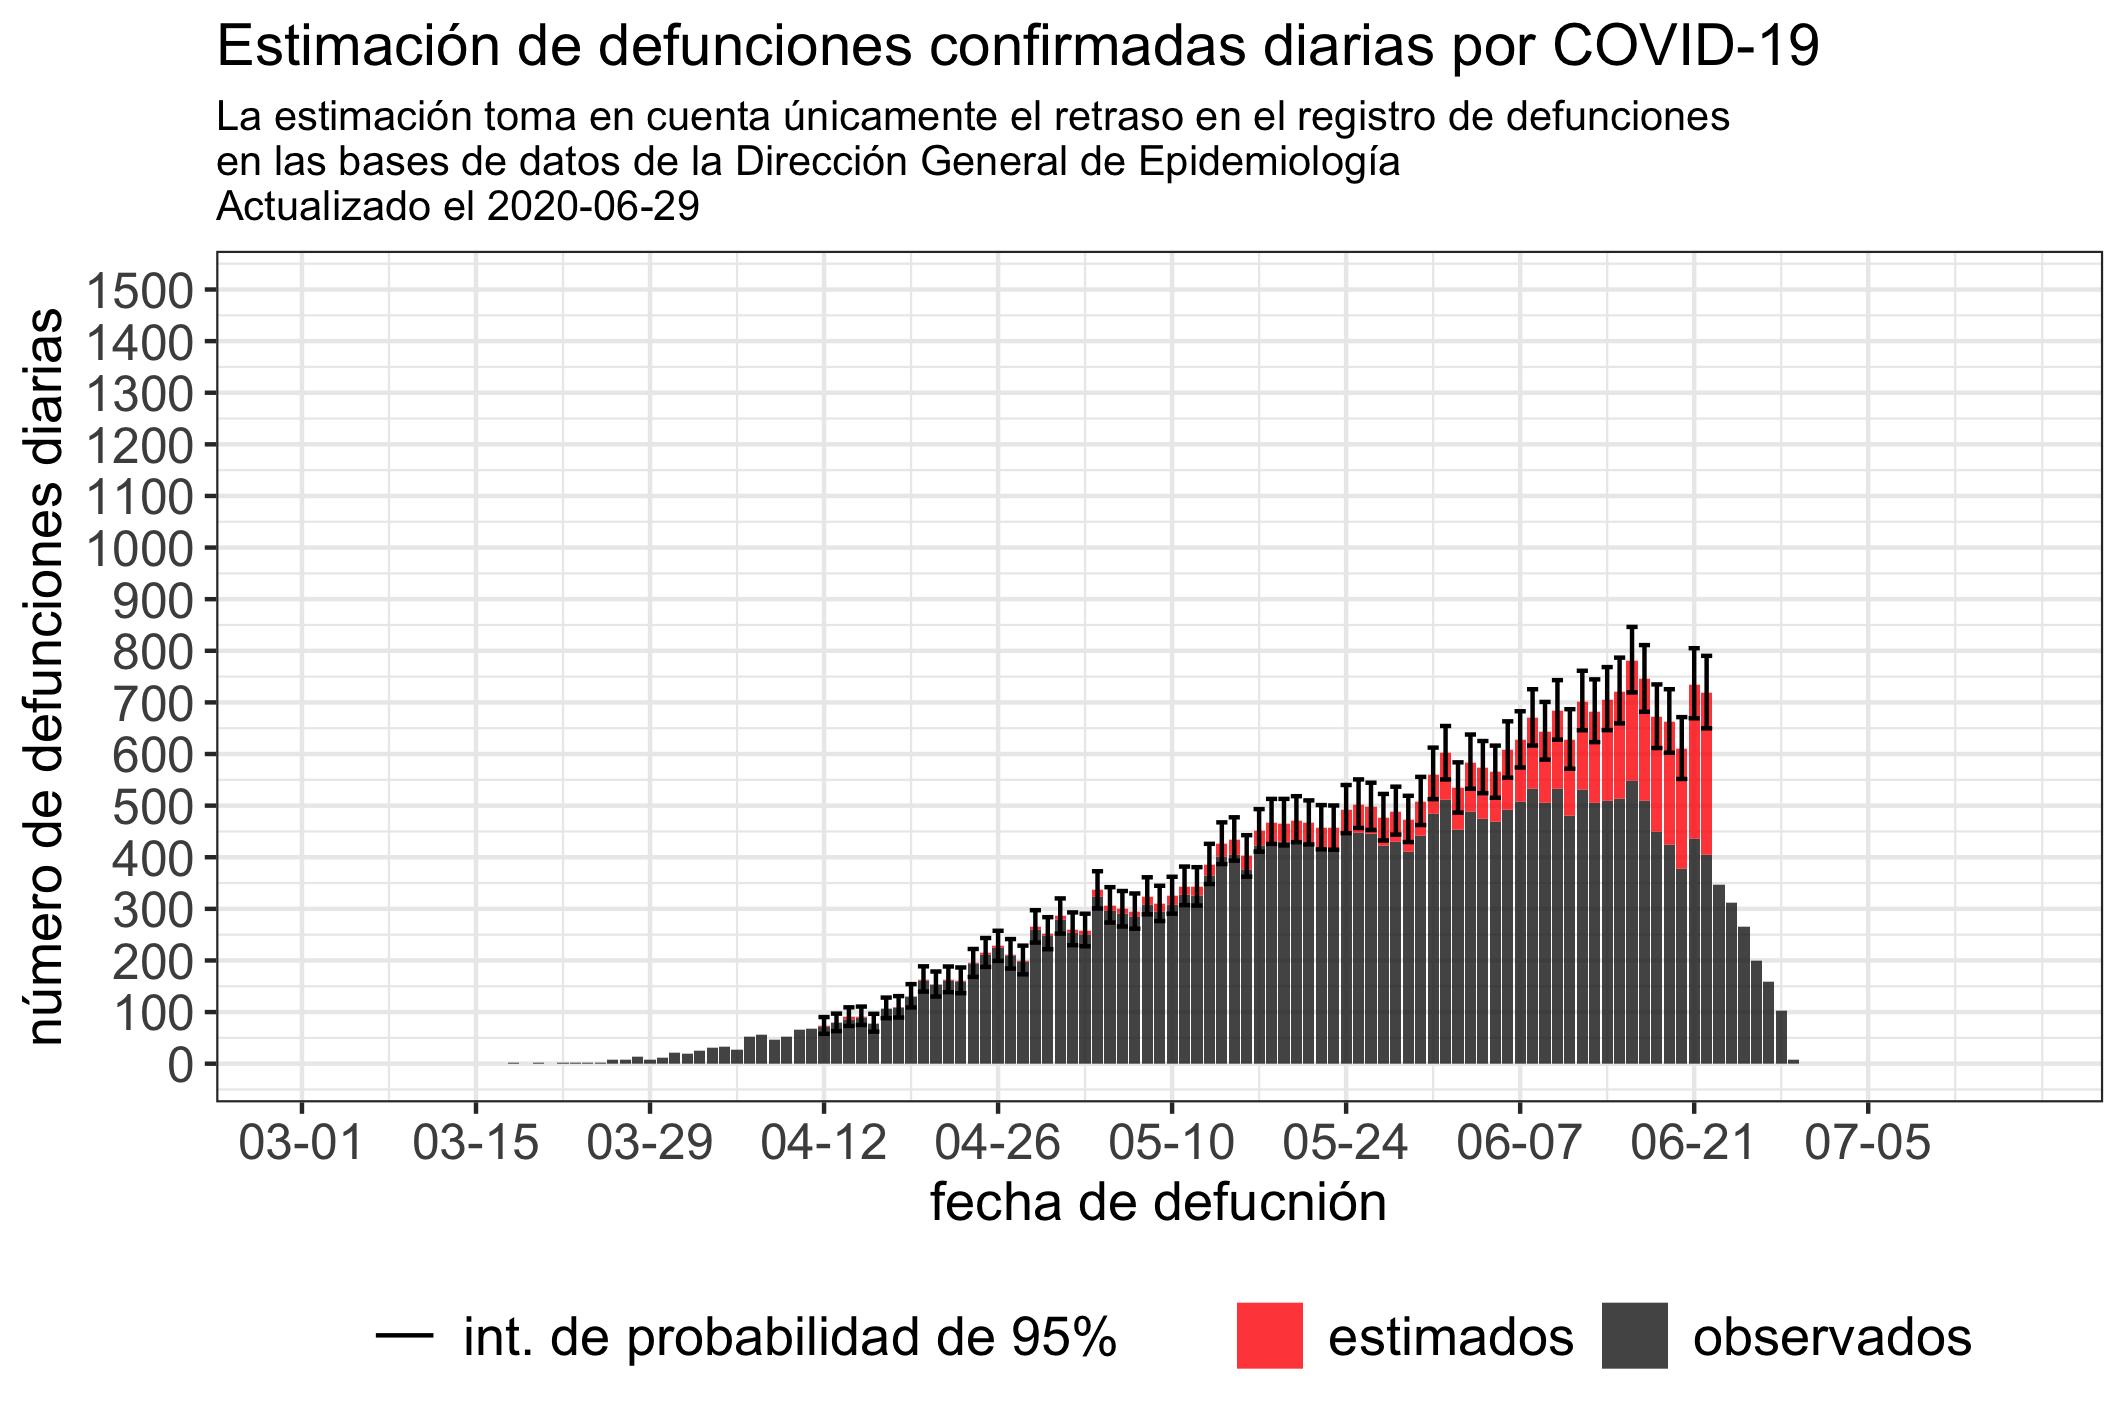 Estimación de defunciones confirmadas diarias por COVID-19
La estimación toma en cuenta únicamente el retraso en el registro de defunciones
en las bases de datos de la Dirección General de Epidemiología
Actualizado el 2020-06-29
número de defunciones diarias
1500
1400
1300
1200
1100
1000
900
800
700
600
500
400
300
200
100
0
03-01 03-15 03-29 04-12 04-26 05-10 05-24 06-07 06-21 07-05
fecha de defucnión
int. de probabilidad de 95% estimados observados